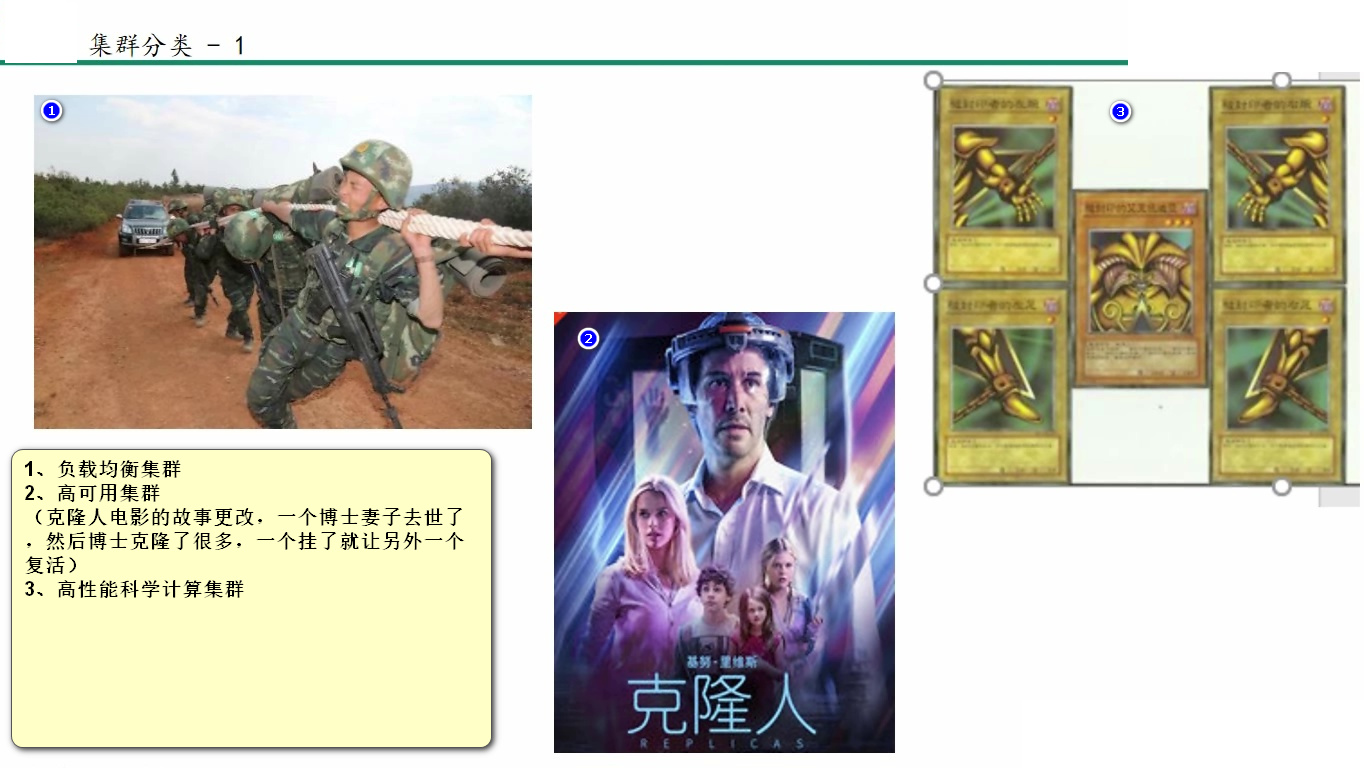 集群分类 - 1
1
2
3
1、负载均衡集群
2、高可用集群
（克隆人电影的故事更改，一个博士妻子去世了
，然后博士克隆了很多，一个挂了就让另外一个
复活）
3、高性能科学计算集群
基努·里维斯
克隆人
REPLICAS